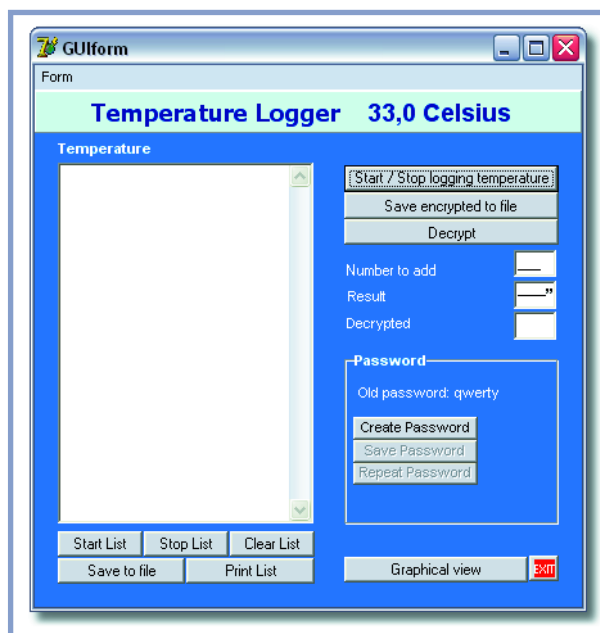 GUIform
Form
Temperature Logger 33,0 Celsius
Temperature
Start / Stop logging temperature
Save encrypted to file
Decrypt
Number to add
Result
Decrypted
Password
Old password: qwerty
Create Password
Save Password
Repeat Password
Start List Stop List Clear List
Save to file Print List
Graphical view EXIT